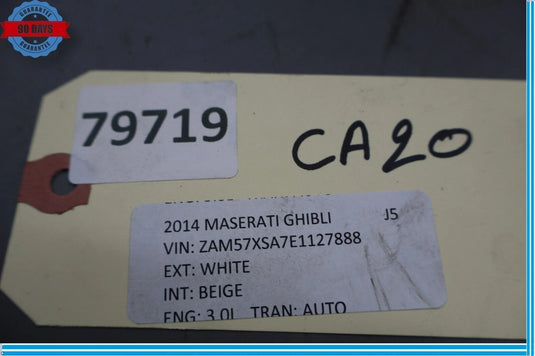 GUARANTEE
90 DAYS
GUARANTEE
79719
CA20
2014 MASERATI GHIBLI J5
VIN: ZAM57XSA7E1127888
EXT: WHITE
INT: BEIGE
ENG: 3.0L TRAN: AUTO